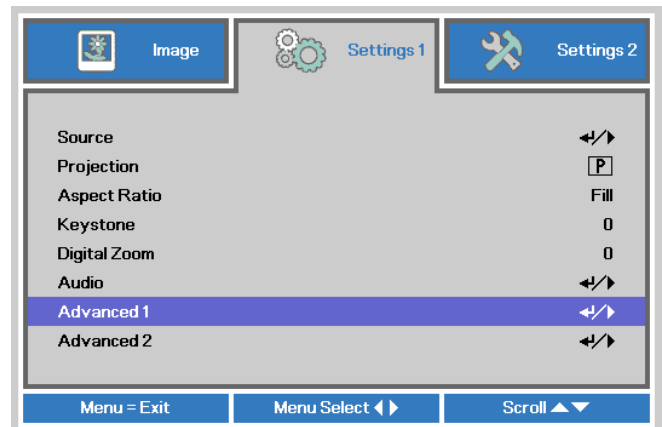 Image Settings 1 Settings 2
Source
Projection P
Aspect Ratio Fill
Keystone 0
Digital Zoom 0
Audio
Advanced 1
Advanced 2
Menu = Exit Menu Select Scroll